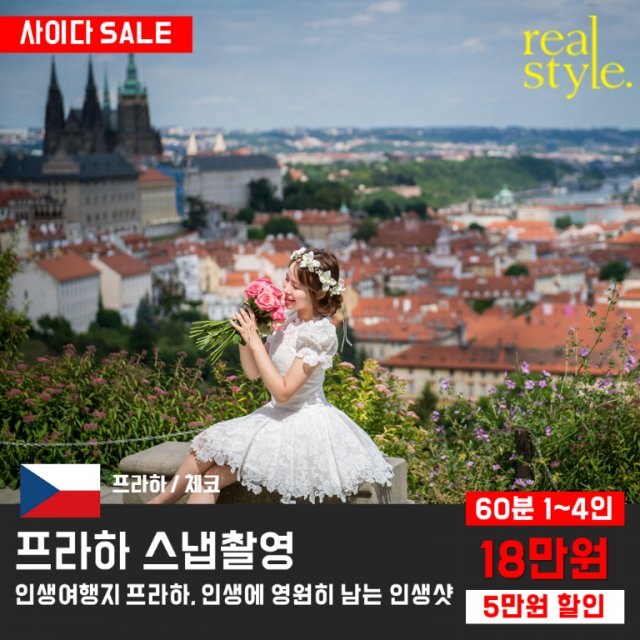 사이다 SALE
real
style.
프라하 / 체코
프라하 스냅촬영
인생여행지 프라하, 인생에 영원히 남는 인생샷
60분 1~4인
18만원
5만원 할인